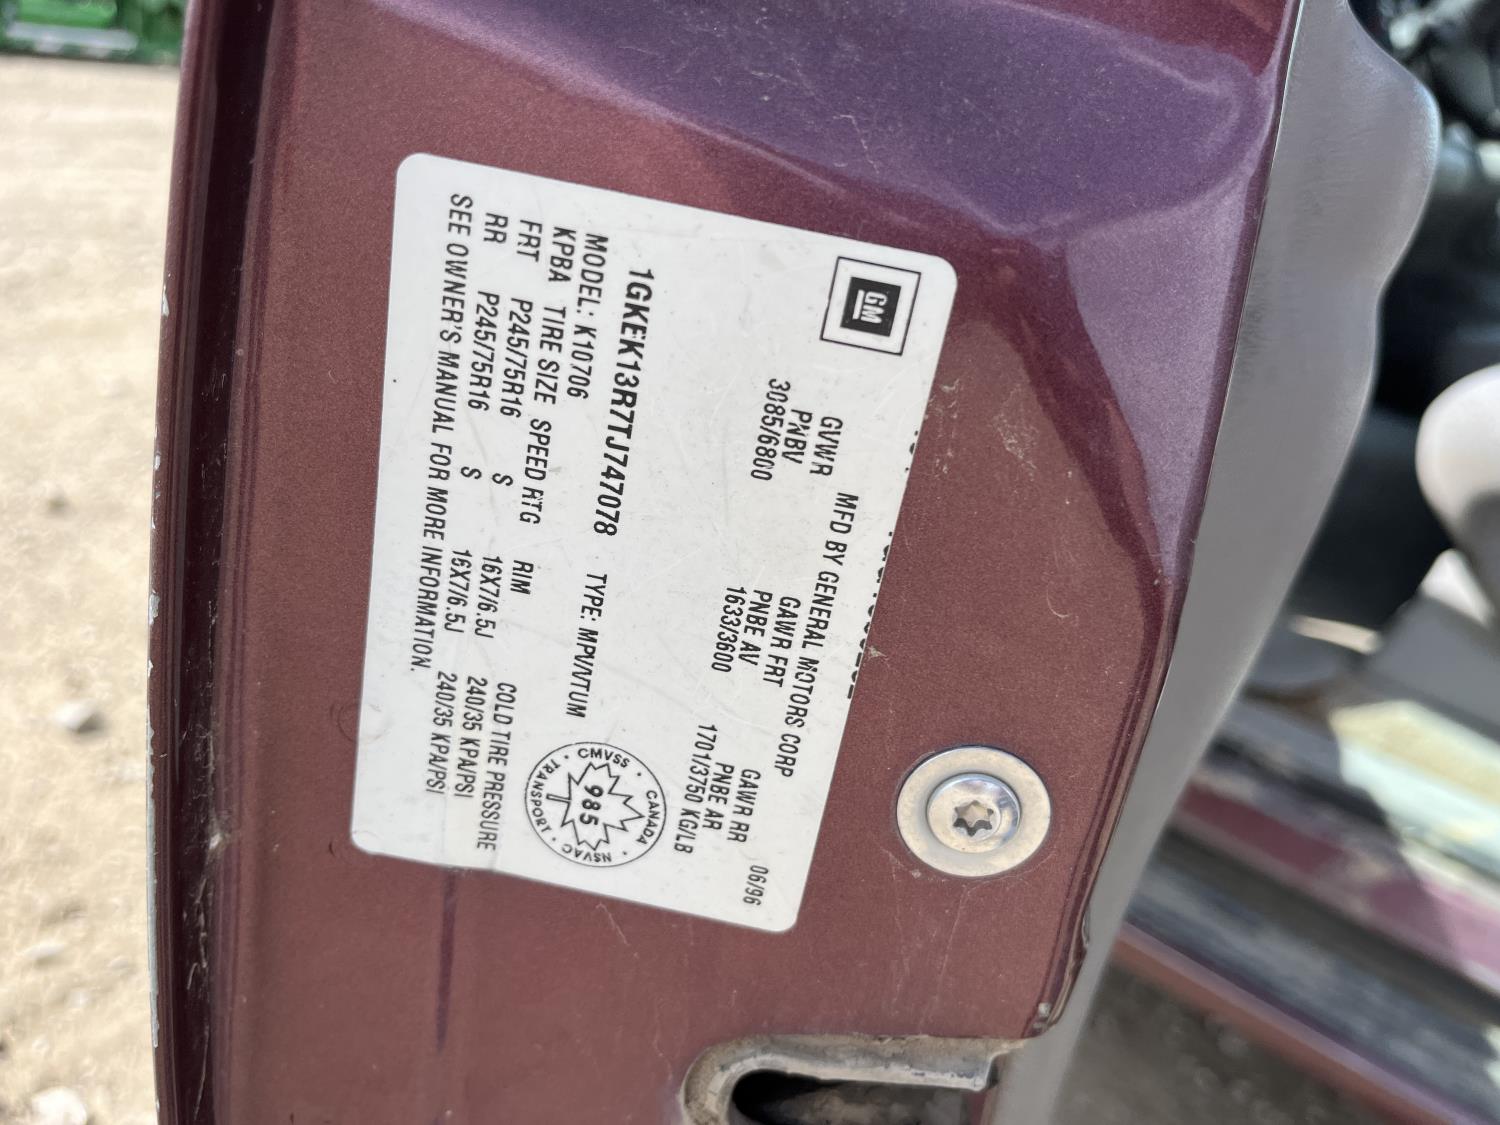 GM
MFD BY GENERAL MOTORS CORP 06/96
GVWR GAWR FRT GAWR RR
PNBV PNBE AV PNBE AR
3085/6800 1633/3600 1701/3750 KG/LB
1GKEK13R7TJ747078
MODEL: K10706 TYPE: MPV/VTUM
KPBA TIRE SIZE SPEED RTG RIM COLD TIRE PRESSURE
FRT P245/75R16 S 16X7/6.5J 240/35 KPA/PSI
RR P245/75R16 S 16X7/6.5J 240/35 KPA/PSI
SEE OWNER'S MANUAL FOR MORE INFORMATION.
CANADA
CMVSS
TRANSPORT
NSVAC
985